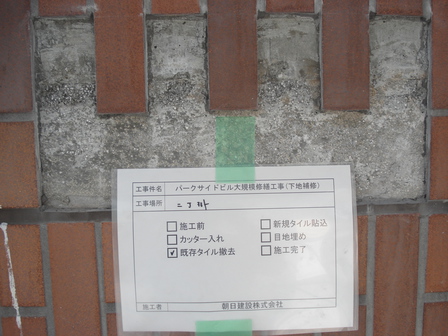 工事件名 パークサイドビル大規模修繕工事(下地補修)
工事場所
□ 施工前 □ 新規タイル貼込
□ カッター入れ □ 目地埋め
☑ 既存タイル撤去 □ 施工完了
施工者 朝日建設株式会社